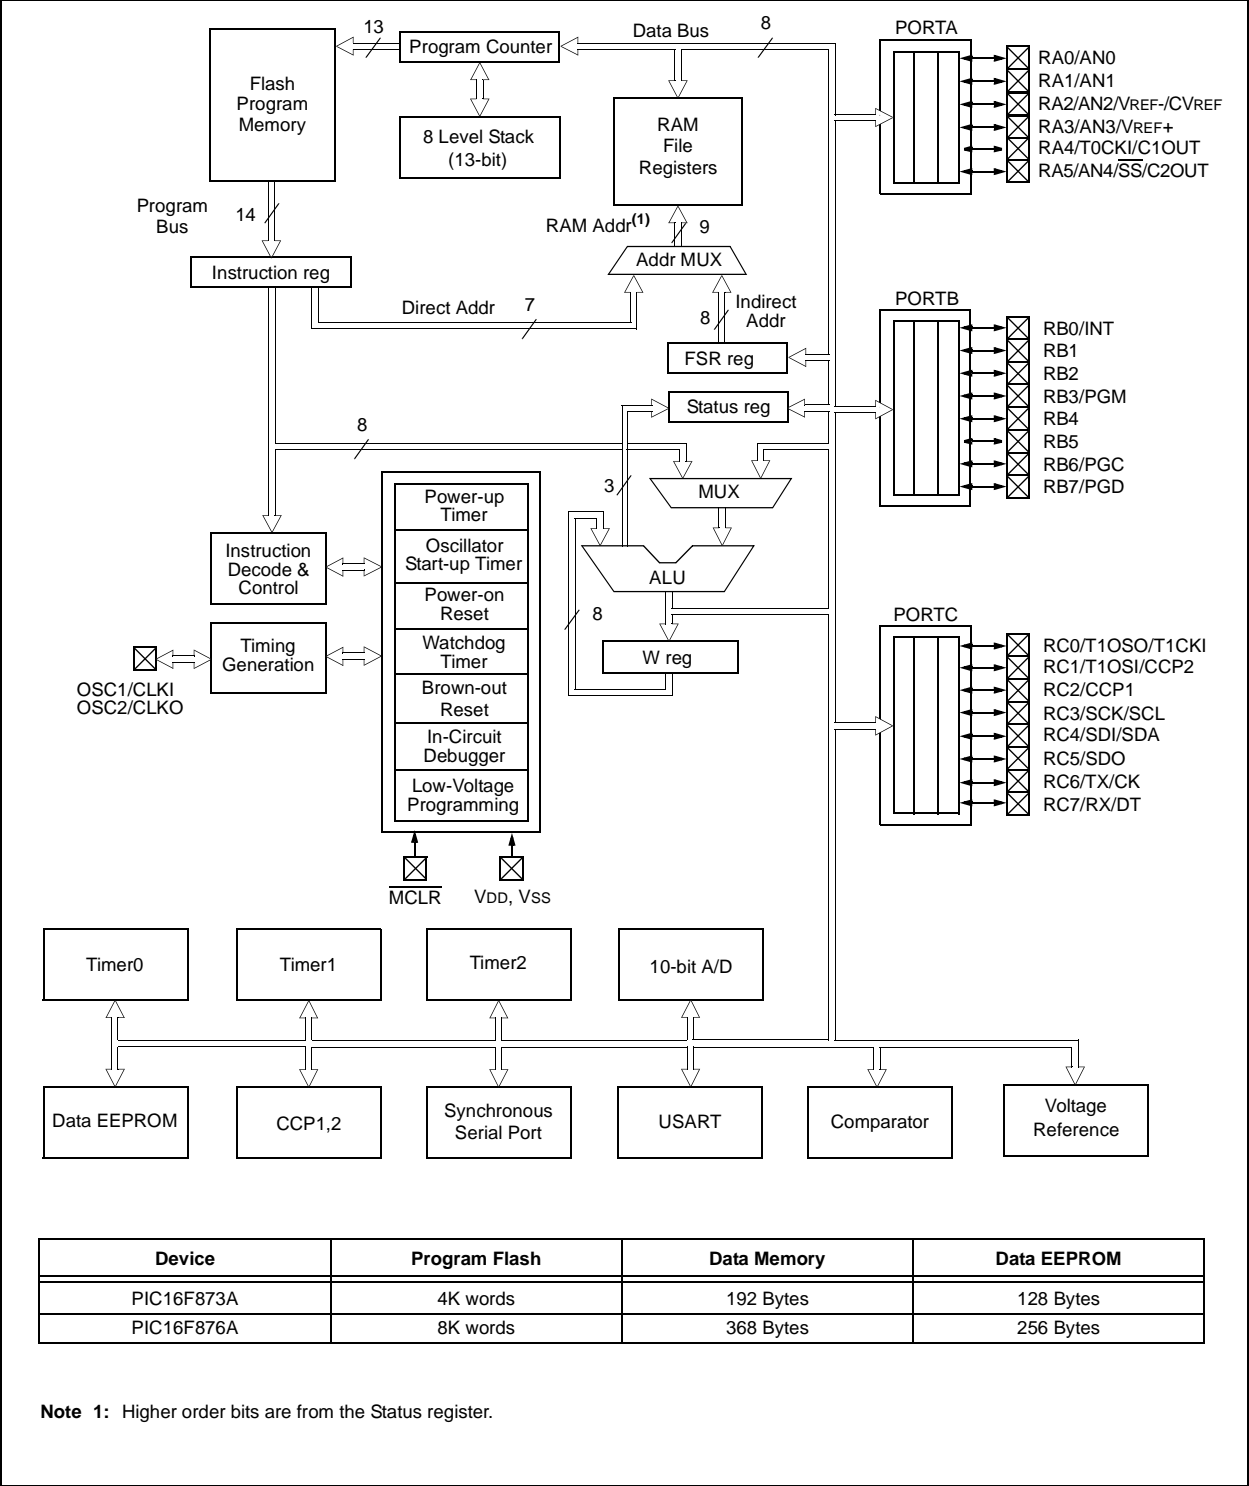 13
Program Counter
Data Bus
8
PORTA
Flash
Program
Memory
8 Level Stack
(13-bit)
RAM
File
Registers
RA0/AN0
RA1/AN1
RA2/AN2/VREF-/CVREF
RA3/AN3/VREF+
RA4/T0CKI/C1OUT
RA5/AN4/SS/C2OUT
Program
Bus
14
RAM Addr(1)
9
Addr MUX
Instruction reg
Direct Addr
7
8
Indirect
Addr
FSR reg
Status reg
PORTB
RB0/INT
RB1
RB2
RB3/PGM
RB4
RB5
RB6/PGC
RB7/PGD
8
3
MUX
ALU
8
W reg
Power-up
Timer
Oscillator
Start-up Timer
Power-on
Reset
Watchdog
Timer
Brown-out
Reset
In-Circuit
Debugger
Low-Voltage
Programming
Instruction
Decode &
Control
Timing
Generation
OSC1/CLKI
OSC2/CLKO
MCLR
VDD, VSS
PORTC
RC0/T1OSO/T1CKI
RC1/T1OSI/CCP2
RC2/CCP1
RC3/SCK/SCL
RC4/SDI/SDA
RC5/SDO
RC6/TX/CK
RC7/RX/DT
Timer0
Timer1
Timer2
10-bit A/D
Data EEPROM
CCP1,2
Synchronous
Serial Port
USART
Comparator
Voltage
Reference
Device Program Flash Data Memory Data EEPROM
PIC16F873A 4K words 192 Bytes 128 Bytes
PIC16F876A 8K words 368 Bytes 256 Bytes
Note 1: Higher order bits are from the Status register.